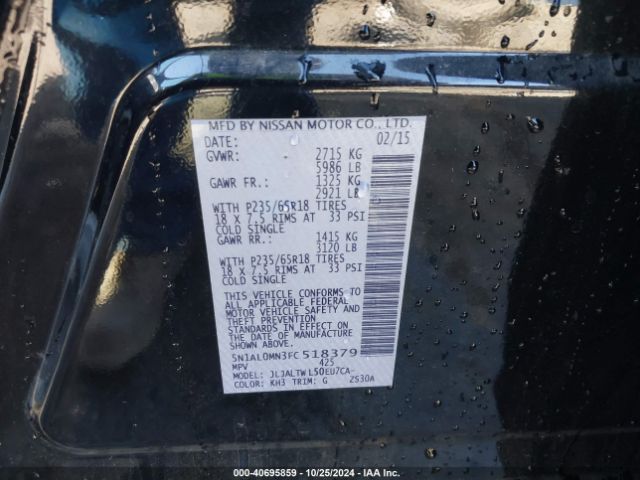 MFD BY NISSAN MOTOR CO., LTD.
DATE: 02/15
GVWR: 2715 KG
5986 LB
GAWR FR.: 1325 KG
2921 LB
WITH P235/65R18 TIRES
18 X 7.5 RIMS AT 33 PSI
COLD SINGLE
GAWR RR.: 1415 KG
3120 LB
WITH P235/65R18 TIRES
18 X 7.5 RIMS AT 33 PSI
COLD SINGLE
THIS VEHICLE CONFORMS TO
ALL APPLICABLE FEDERAL
MOTOR VEHICLE SAFETY AND
THEFT PREVENTION
STANDARDS IN EFFECT ON
THE DATE OF MANUFACTURE
5N1AL0MN3FC518379
MPV 425
MODEL: JLJALTWL50EU7CA-
COLOR: KH3 TRIM: G ZS30A
000-40695859 - 10/25/2024 - IAA Inc.